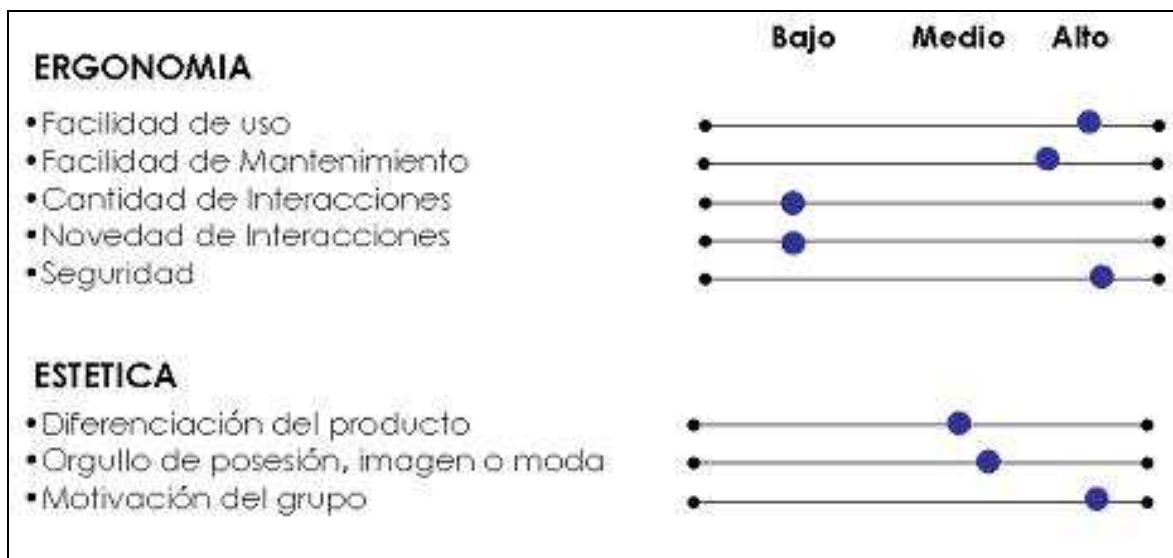 Bajo Medio Alto
ERGONOMIA
•Facilidad de uso
•Facilidad de Mantenimiento
•Cantidad de Interacciones
•Novedad de Interacciones
•Seguridad
ESTETICA
•Diferenciación del producto
•Orgullo de posesión, imagen o moda
•Motivación del grupo